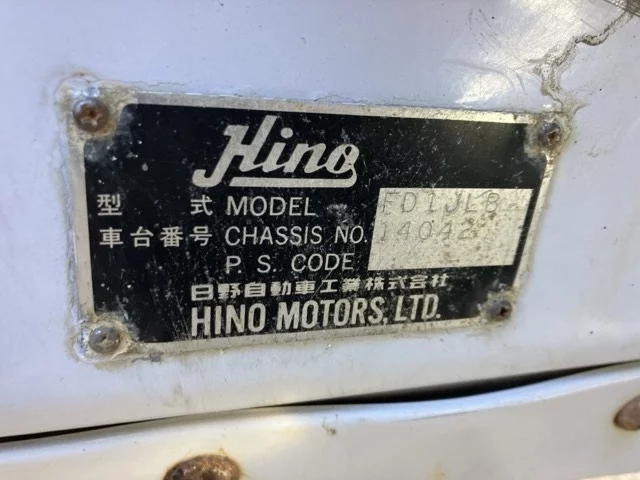 Hino
型 式 MODEL FD1JLB
車台番号 CHASSIS NO. 14042
P S. CODE
日野自動車工業株式会社
HINO MOTORS, LTD.